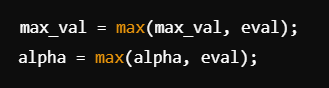 max_val = max(max_val, eval);
alpha = max(alpha, eval);